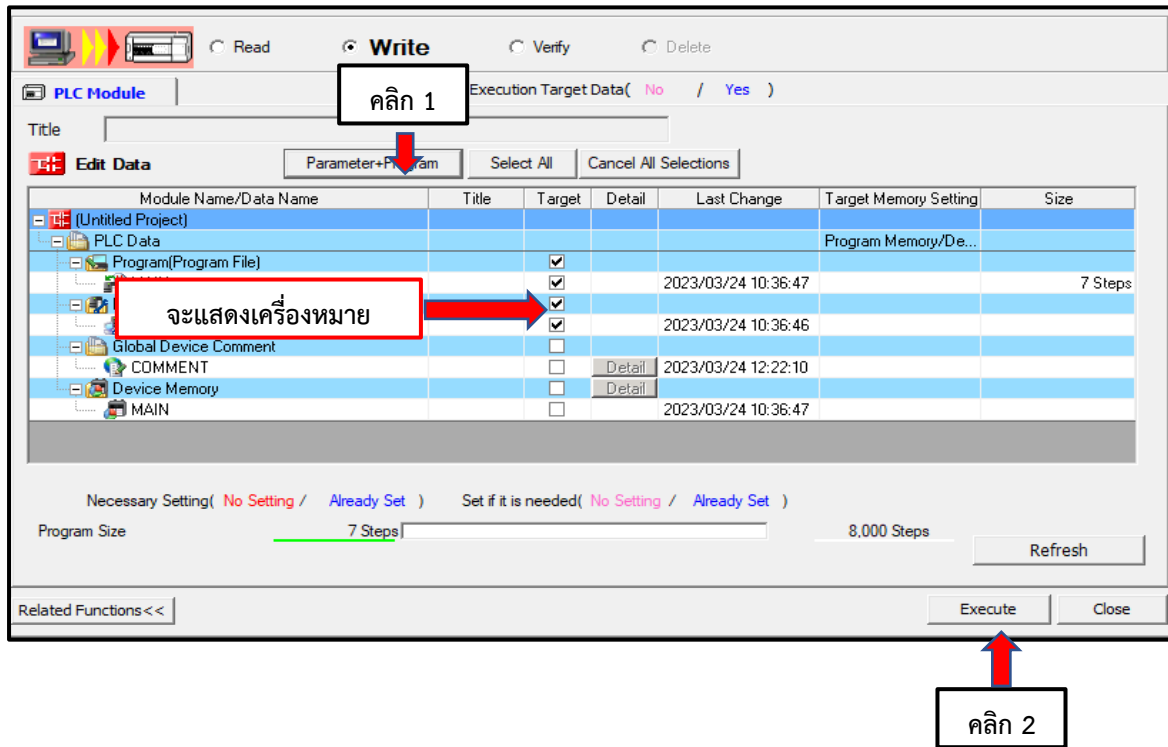 Read Write Verify Delete
PLC Module Execution Target Data( No / Yes )
คลิก 1
Title
Edit Data Parameter+Program Select All Cancel All Selections
Module Name/Data Name Title Target Detail Last Change Target Memory Setting Size
(Untitled Project)
PLC Data Program Memory/De...
Program(Program File)
2023/03/24 10:36:47 7 Steps
จะแสดงเครื่องหมาย
2023/03/24 10:36:46
Global Device Comment
COMMENT Detail 2023/03/24 12:22:10
Device Memory Detail
MAIN 2023/03/24 10:36:47
Necessary Setting( No Setting / Already Set ) Set if it is needed( No Setting / Already Set )
Program Size 7 Steps 8,000 Steps
Refresh
Related Functions<< Execute Close
คลิก 2